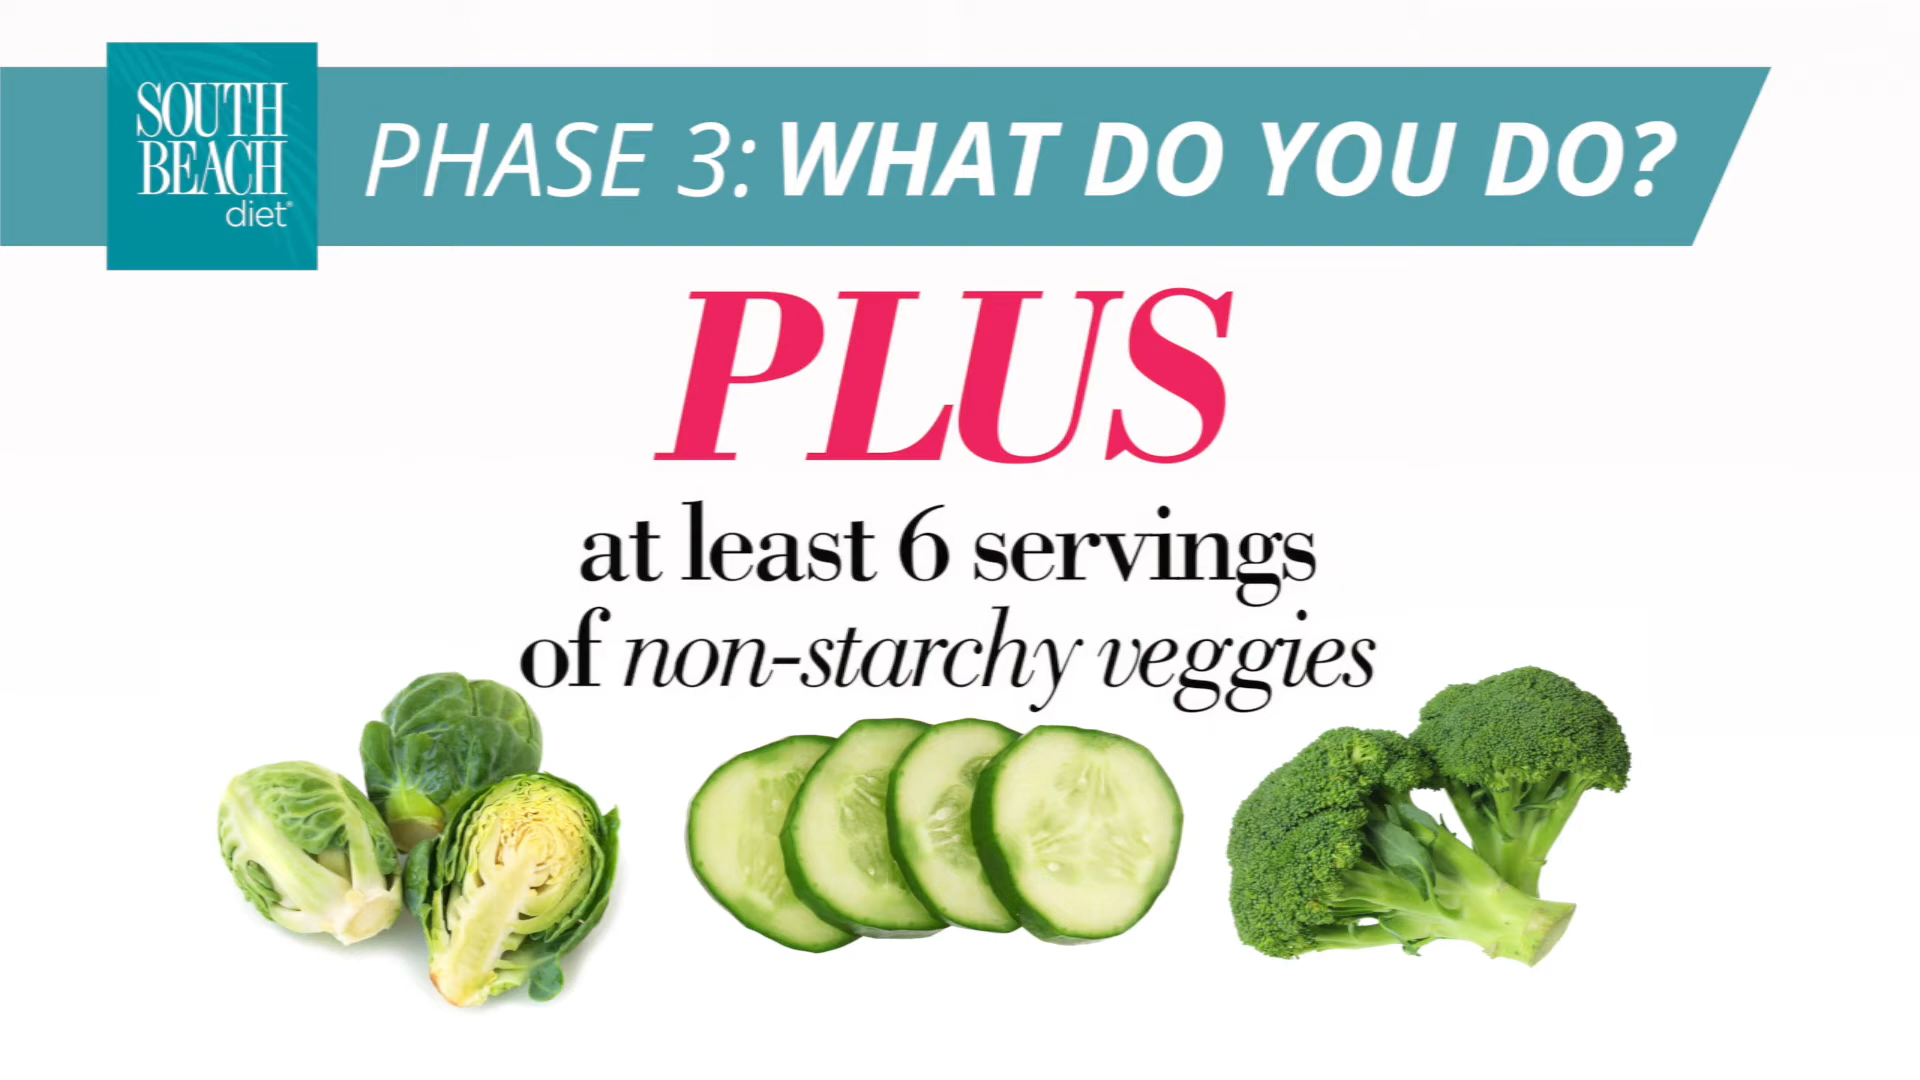 SOUTH
BEACH
diet®
PHASE 3: WHAT DO YOU DO?
PLUS
at least 6 servings
of non-starchy veggies